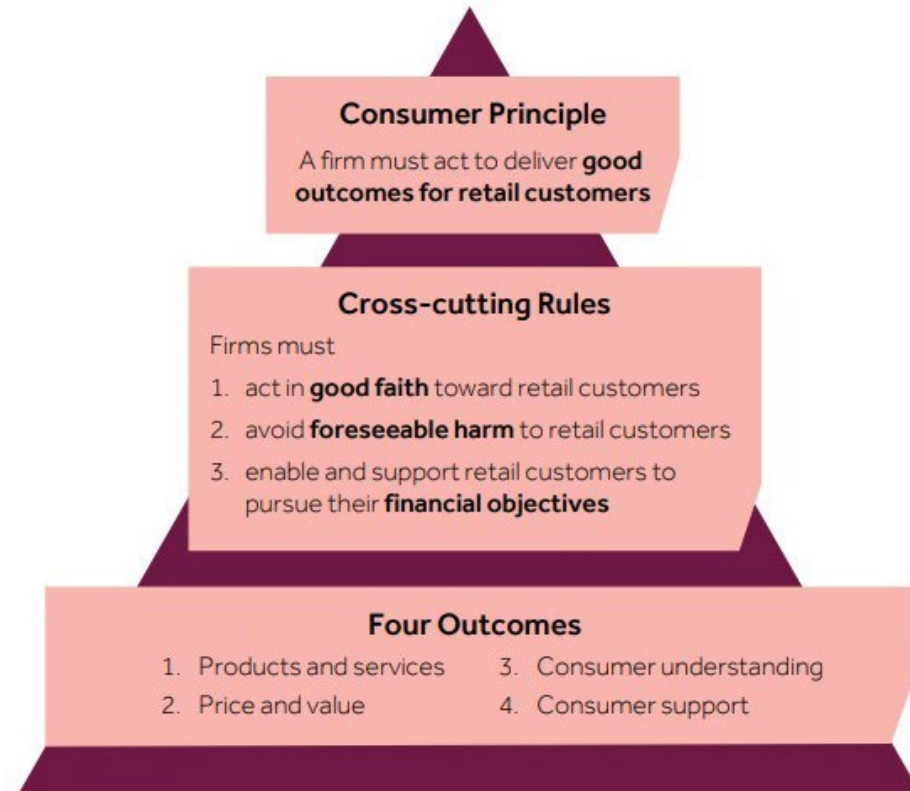 Consumer Principle
A firm must act to deliver good
outcomes for retail customers
Cross-cutting Rules
Firms must
1. act in good faith toward retail customers
2. avoid foreseeable harm to retail customers
3. enable and support retail customers to
pursue their financial objectives
Four Outcomes
1. Products and services
2. Price and value
3. Consumer understanding
4. Consumer support